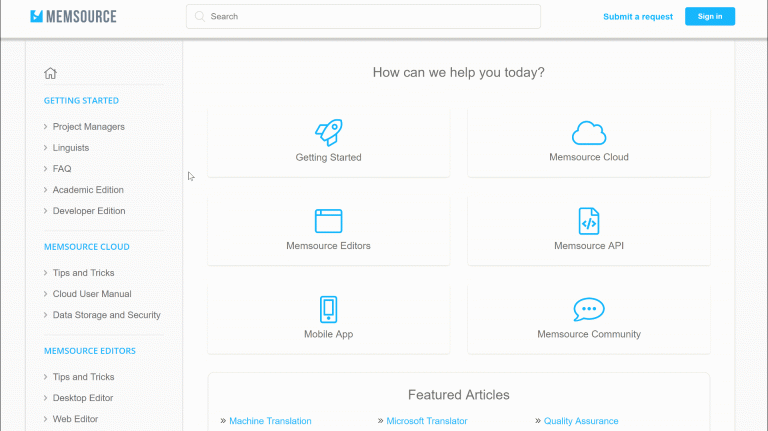 MEMSOURCE
Search
Submit a request
Sign in
GETTING STARTED
Project Managers
Linguists
FAQ
Academic Edition
Developer Edition
MEMSOURCE CLOUD
Tips and Tricks
Cloud User Manual
Data Storage and Security
MEMSOURCE EDITORS
Tips and Tricks
Desktop Editor
Web Editor
How can we help you today?
Getting Started
Memsource Cloud
Memsource Editors
Memsource API
Mobile App
Memsource Community
Featured Articles
Machine Translation
Microsoft Translator
Quality Assurance